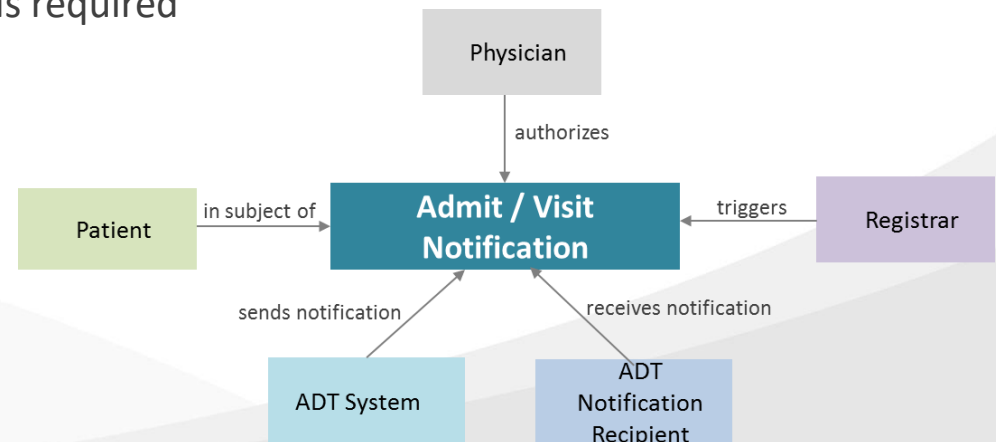 is required
Physician
authorizes
Admit / Visit
Notification
in subject of
triggers
Patient
Registrar
sends notification
receives notification
ADT System
ADT
Notification
Recipient